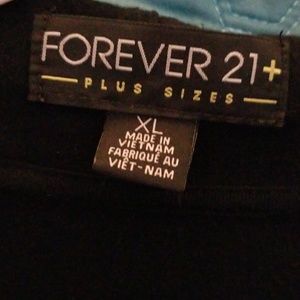 FOREVER 21+
PLUS SIZES
XL
MADE IN
VIETNAM
FABRIQUÉ AU
VIÊT-NAM